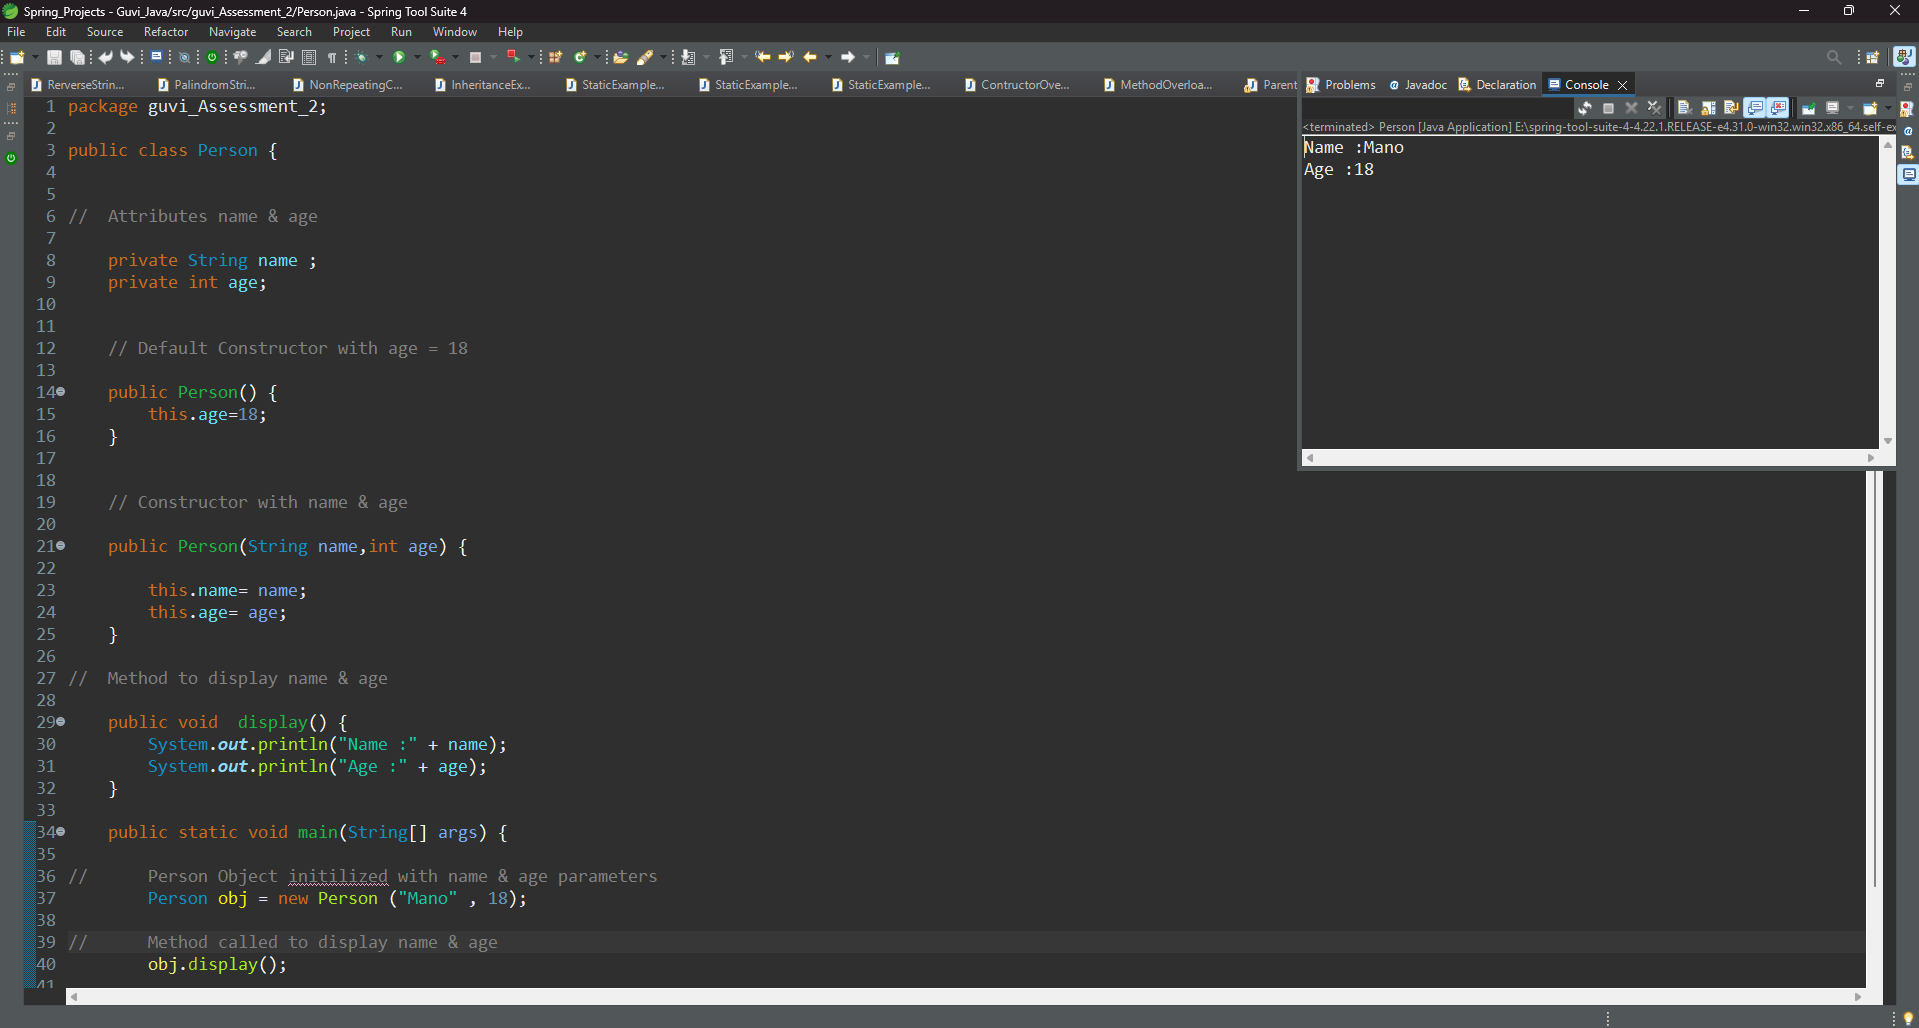 Spring_Projects - Guvi_Java/src/guvi_Assessment_2/Person.java - Spring Tool Suite 4
File Edit Source Refactor Navigate Search Project Run Window Help
RerverseStrin... PalindromStri... NonRepeatingC... InheritanceEx... StaticExample... StaticExample... StaticExample... ContructorOve... MethodOverloa... Parent
Problems Javadoc Declaration Console
<terminated> Person [Java Application] E:\spring-tool-suite-4-4.22.1.RELEASE-e4.31.0-win32.win32.x86_64.self-ex
Name :Mano
Age :18
1 package guvi_Assessment_2;
2
3 public class Person {
4
5
6 // Attributes name & age
7
8 private String name ;
9 private int age;
10
11
12 // Default Constructor with age = 18
13
14 public Person() {
15 this.age=18;
16 }
17
18
19 // Constructor with name & age
20
21 public Person(String name,int age) {
22
23 this.name= name;
24 this.age= age;
25 }
26
27 // Method to display name & age
28
29 public void display() {
30 System.out.println("Name :" + name);
31 System.out.println("Age :" + age);
32 }
33
34 public static void main(String[] args) {
35
36 // Person Object initilized with name & age parameters
37 Person obj = new Person ("Mano" , 18);
38
39 // Method called to display name & age
40 obj.display();
41